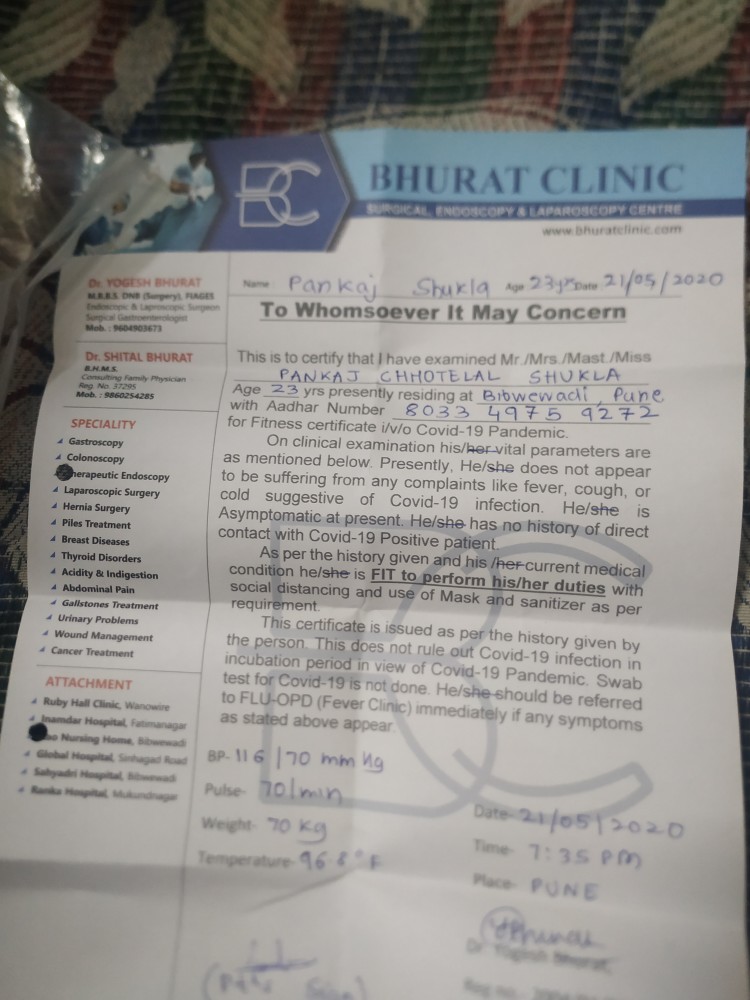 BC
BHURAT CLINIC
SURGICAL, ENDOSCOPY & LAPAROSCOPY CENTRE
www.bhuratclinic.com
Name : Pankaj Shukla Age 23 yrs Date 21/05/2020
To Whomsoever It May Concern
Dr. YOGESH BHURAT
M.B.B.S. DNB (Surgery), FIAGES
Endoscopic & Laproscopic Surgeon
Surgical Gastroenterologist
Mob. : 9604903673
Dr. SHITAL BHURAT
B.H.M.S.
Consulting Family Physician
Reg. No. 37295
Mob. : 9860254285
SPECIALITY
Gastroscopy
Colonoscopy
herapeutic Endoscopy
Laparoscopic Surgery
Hernia Surgery
Piles Treatment
Breast Diseases
Thyroid Disorders
Acidity & Indigestion
Abdominal Pain
Gallstones Treatment
Urinary Problems
Wound Management
Cancer Treatment
ATTACHMENT
Ruby Hall Clinic, Wanowire
Inamdar Hospital, Fatimanagar
ao Nursing Home, Bibwewadi
Global Hospital, Sinhagad Road
Sahyadri Hospital, Bibwewadi
Ranka Hospital, Mukundnagar
This is to certify that I have examined Mr./Mrs./Mast./Miss
PANKAJ CHHOTELAL SHUKLA
Age 23 yrs presently residing at Bibwewadi, Pune
with Aadhar Number 8033 4975 9272
for Fitness certificate i/v/o Covid-19 Pandemic.
On clinical examination his/her vital parameters are
as mentioned below. Presently, He/she does not appear
to be suffering from any complaints like fever, cough, or
cold suggestive of Covid-19 infection. He/she is
Asymptomatic at present. He/she has no history of direct
contact with Covid-19 Positive patient.
As per the history given and his /her current medical
condition he/she is FIT to perform his/her duties with
social distancing and use of Mask and sanitizer as per
requirement.
This certificate is issued as per the history given by
the person. This does not rule out Covid-19 infection in
incubation period in view of Covid-19 Pandemic. Swab
test for Covid-19 is not done. He/she should be referred
to FLU-OPD (Fever Clinic) immediately if any symptoms
as stated above appear.
BP- 116 / 70 mm Hg
Pulse- 70/min
Weight- 70 kg
Temperature- 96.8°F
Date- 21/05/2020
Time- 7:35 PM
Place- PUNE
Dr. Yogesh Bhurat